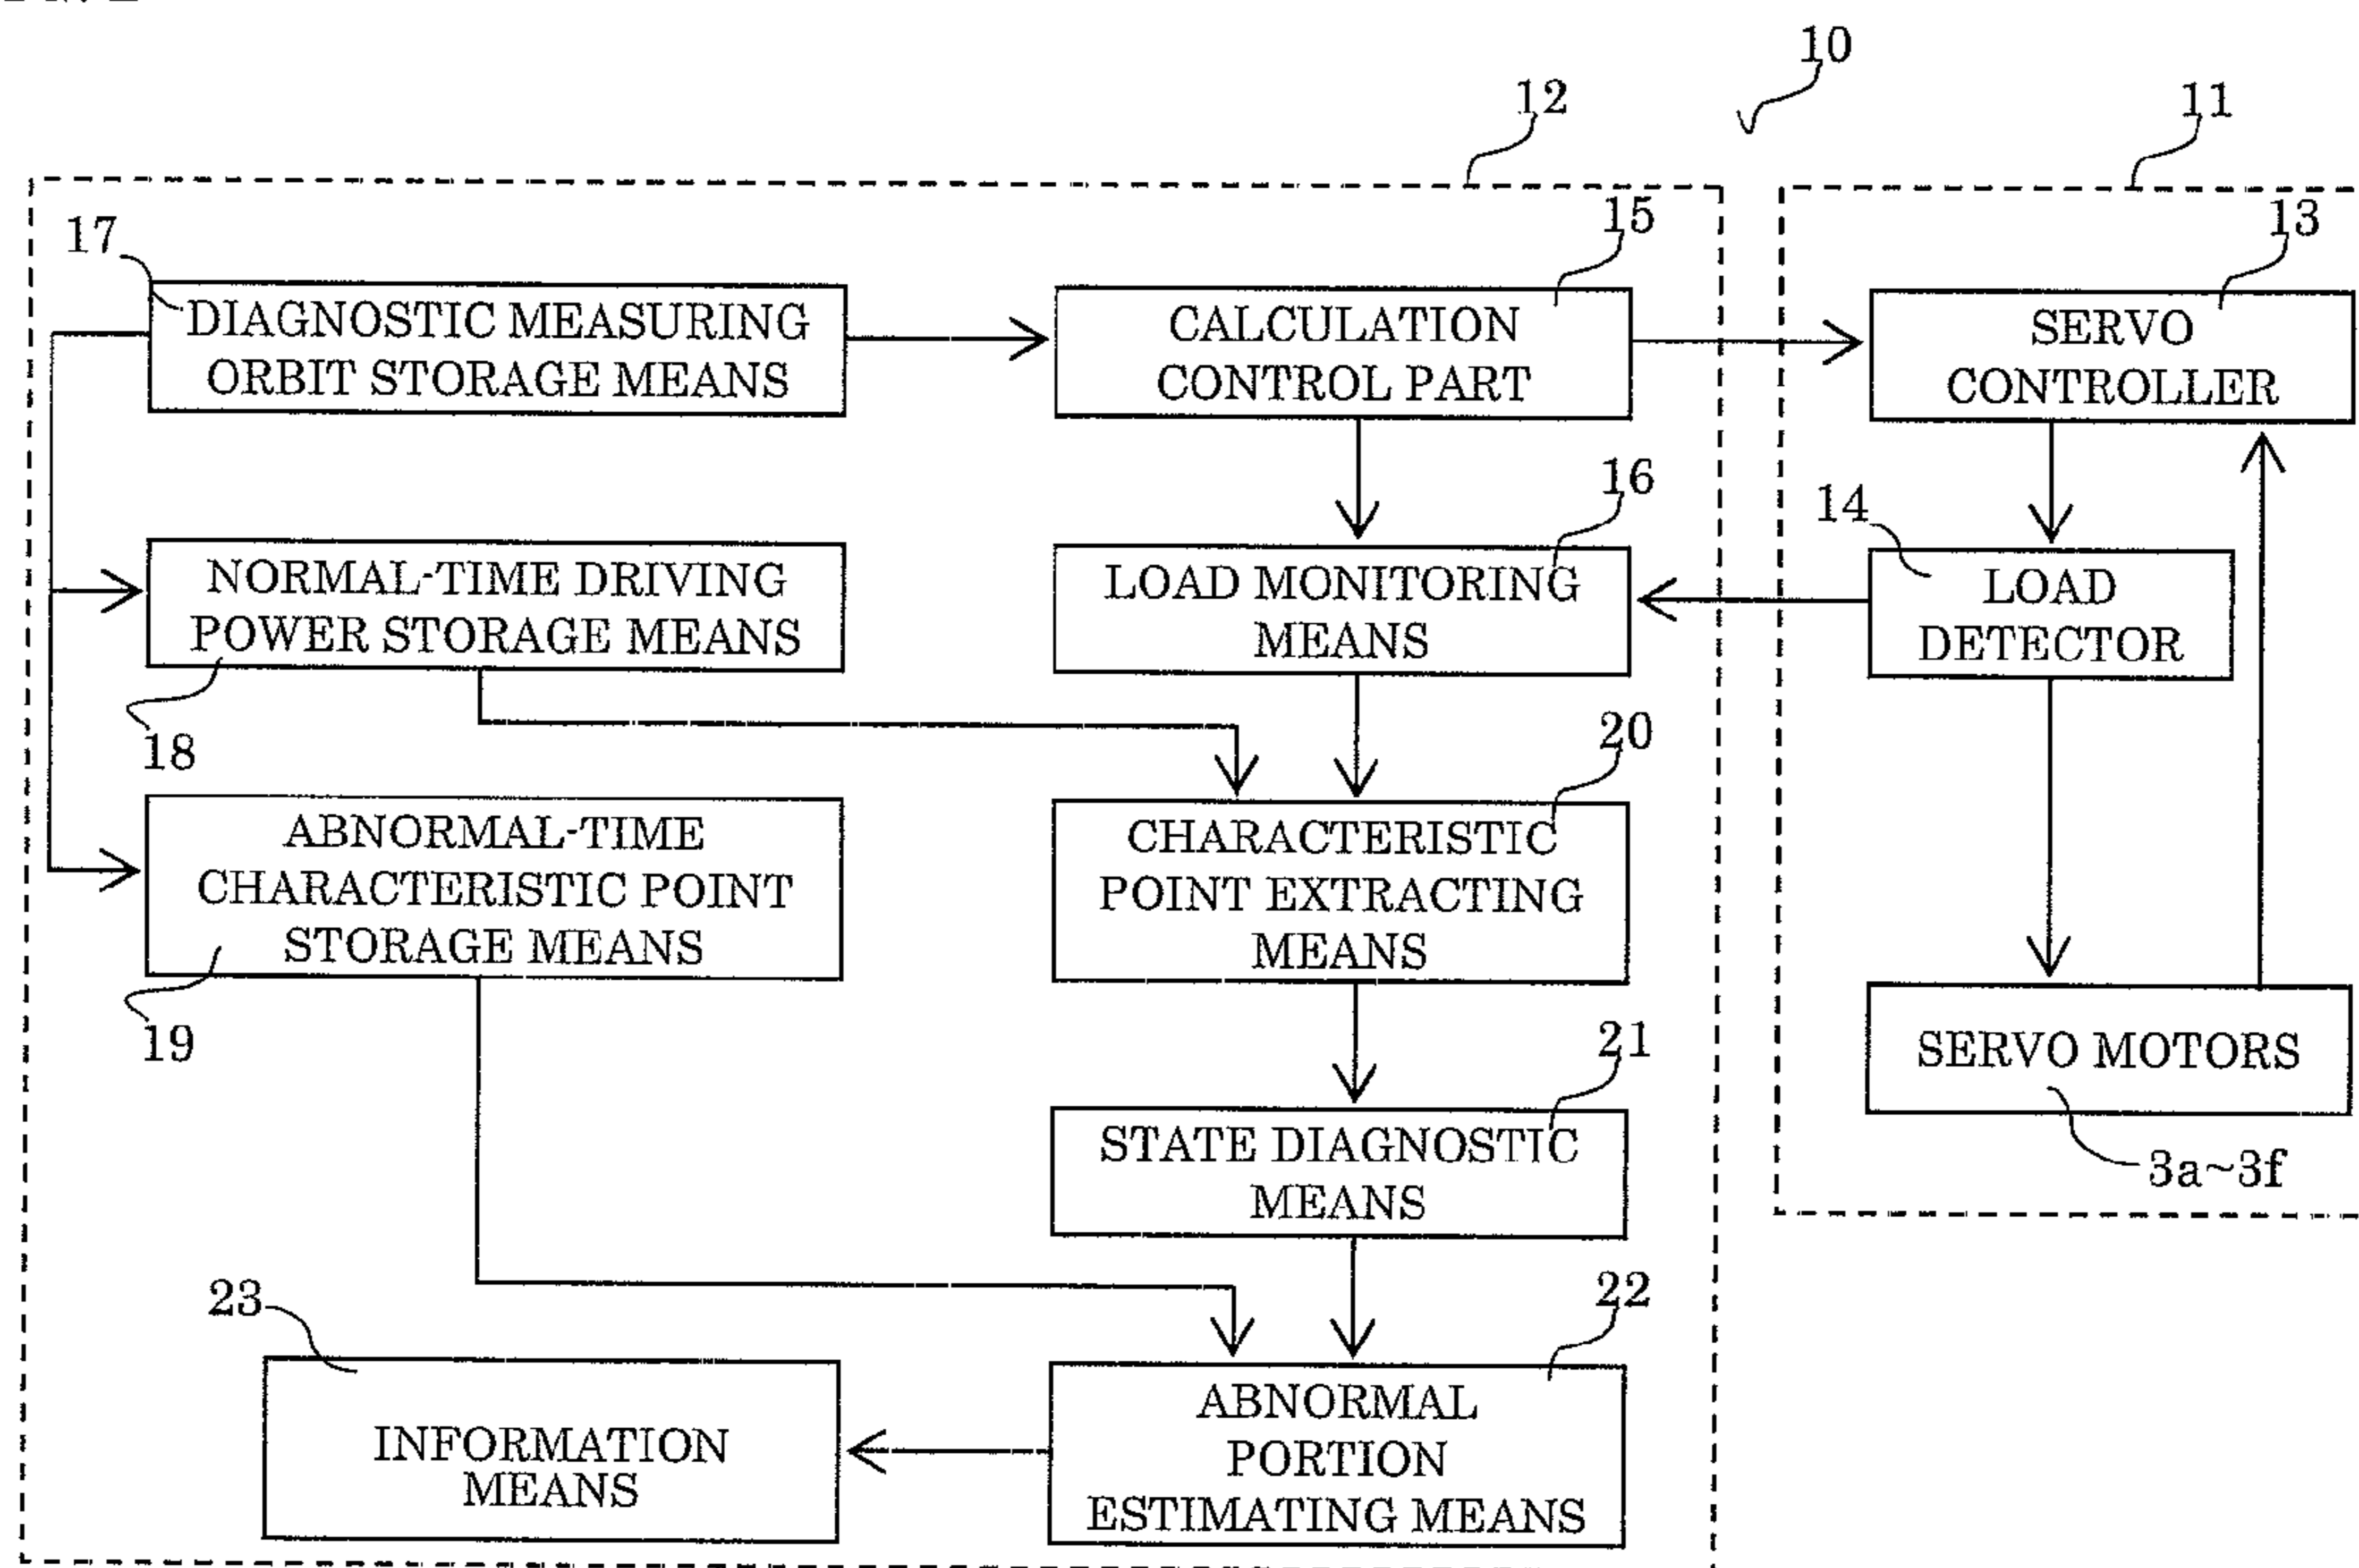 10
12
11
17
15
13
DIAGNOSTIC MEASURING
ORBIT STORAGE MEANS
CALCULATION
CONTROL PART
SERVO
CONTROLLER
16
14
NORMAL-TIME DRIVING
POWER STORAGE MEANS
LOAD MONITORING
MEANS
LOAD
DETECTOR
18
20
ABNORMAL-TIME
CHARACTERISTIC POINT
STORAGE MEANS
CHARACTERISTIC
POINT EXTRACTING
MEANS
19
21
SERVO MOTORS
3a~3f
STATE DIAGNOSTIC
MEANS
23
22
INFORMATION
MEANS
ABNORMAL
PORTION
ESTIMATING MEANS